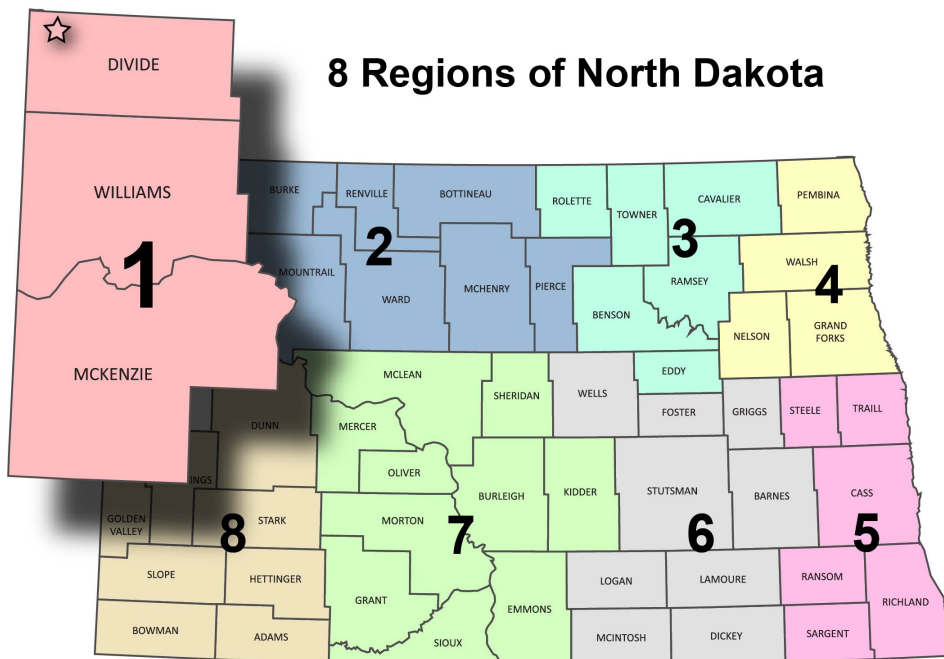 8 Regions of North Dakota
DIVIDE
WILLIAMS
1
MCKENZIE
BURKE
RENVILLE
BOTTINEAU
ROLETTE
TOWNER
CAVALIER
PEMBINA
2
3
MOUNTRAIL
WARD
MCHENRY
PIERCE
BENSON
RAMSEY
WALSH
4
NELSON
GRAND
FORKS
MCLEAN
SHERIDAN
WELLS
EDDY
FOSTER
GRIGGS
STEELE
TRAILL
DUNN
MERCER
OLIVER
INGS
GOLDEN
VALLEY
8
STARK
MORTON
7
BURLEIGH
KIDDER
STUTSMAN
6
BARNES
CASS
5
SLOPE
HETTINGER
GRANT
EMMONS
LOGAN
LAMOURE
RANSOM
RICHLAND
BOWMAN
ADAMS
SIOUX
MCINTOSH
DICKEY
SARGENT